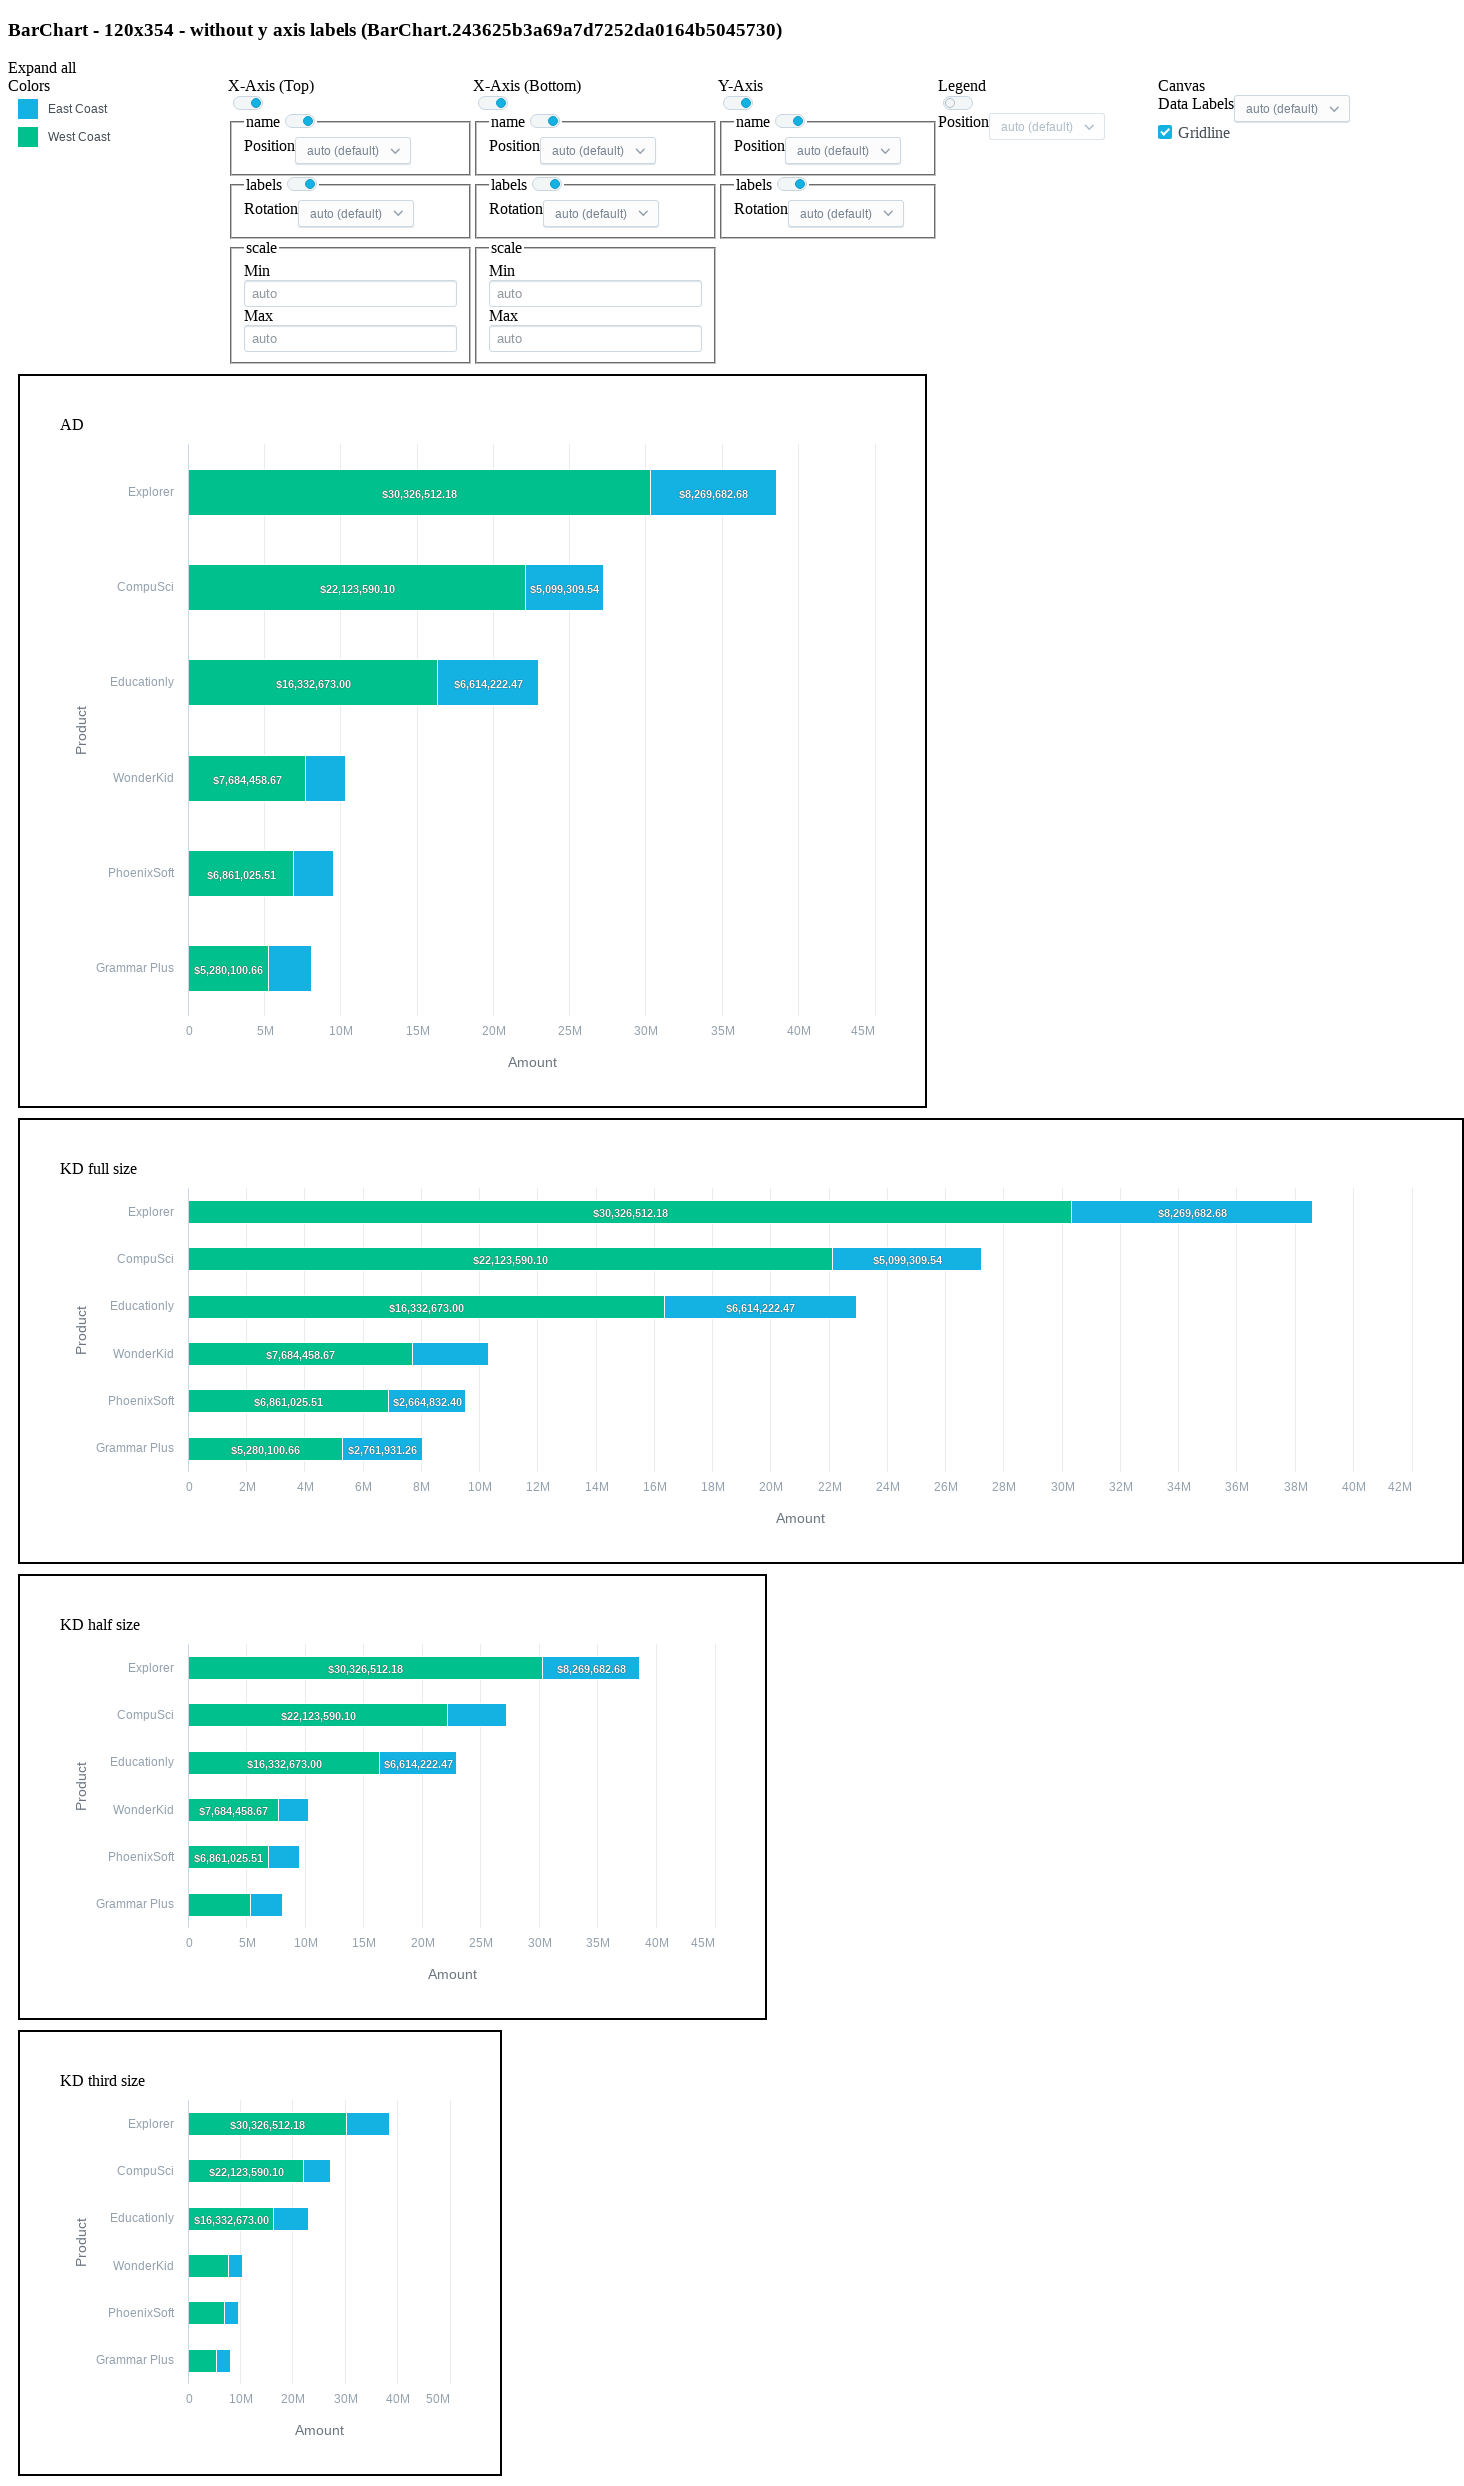 BarChart - 120x354 - without y axis labels (BarChart.243625b3a69a7d7252da0164b5045730)
Expand all
Colors
East Coast
West Coast
X-Axis (Top)
name
Position auto (default)
labels
Rotation auto (default)
scale
Min
auto
Max
auto
X-Axis (Bottom)
name
Position auto (default)
labels
Rotation auto (default)
scale
Min
auto
Max
auto
Y-Axis
name
Position auto (default)
labels
Rotation auto (default)
Legend
Position auto (default)
Canvas
Data Labels auto (default)
Gridline
AD
Explorer $30,326,512.18 $8,269,682.68
CompuSci $22,123,590.10 $5,099,309.54
Educationly $16,332,673.00 $6,614,222.47
Product
WonderKid $7,684,458.67
PhoenixSoft $6,861,025.51
Grammar Plus $5,280,100.66
0 5M 10M 15M 20M 25M 30M 35M 40M 45M
Amount
KD full size
Explorer $30,326,512.18 $8,269,682.68
CompuSci $22,123,590.10 $5,099,309.54
Educationly $16,332,673.00 $6,614,222.47
Product
WonderKid $7,684,458.67
PhoenixSoft $6,861,025.51 $2,664,832.40
Grammar Plus $5,280,100.66 $2,761,931.26
0 2M 4M 6M 8M 10M 12M 14M 16M 18M 20M 22M 24M 26M 28M 30M 32M 34M 36M 38M 40M 42M
Amount
KD half size
Explorer $30,326,512.18 $8,269,682.68
CompuSci $22,123,590.10
Educationly $16,332,673.00 $6,614,222.47
Product
WonderKid $7,684,458.67
PhoenixSoft $6,861,025.51
Grammar Plus
0 5M 10M 15M 20M 25M 30M 35M 40M 45M
Amount
KD third size
Explorer $30,326,512.18
CompuSci $22,123,590.10
Educationly $16,332,673.00
Product
WonderKid
PhoenixSoft
Grammar Plus
0 10M 20M 30M 40M 50M
Amount